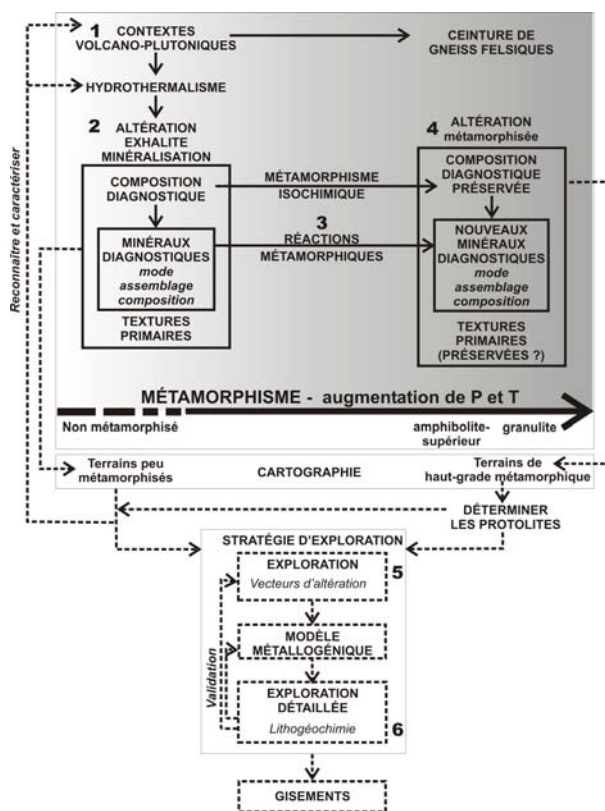 1 CONTEXTES
VOLCANO-PLUTONIQUES
CEINTURE DE
GNEISS FELSIQUES
HYDROTHERMALISME
2 ALTÉRATION
EXHALITE
MINÉRALISATION
4 ALTÉRATION
métamorphisée
COMPOSITION
DIAGNOSTIQUE
MÉTAMORPHISME
ISOCHIMIQUE
COMPOSITION
DIAGNOSTIQUE
PRÉSERVÉE
MINÉRAUX
DIAGNOSTIQUES
mode
assemblage
composition
3
RÉACTIONS
MÉTAMORPHIQUES
NOUVEAUX
MINÉRAUX
DIAGNOSTIQUES
mode
assemblage
composition
TEXTURES
PRIMAIRES
TEXTURES
PRIMAIRES
(PRÉSERVÉES ?)
Reconnaître et caractériser
MÉTAMORPHISME - augmentation de P et T
Non métamorphisé
amphibolite-
supérieur
granulite
Terrains peu
métamorphisés
CARTOGRAPHIE
Terrains de
haut-grade métamorphique
DÉTERMINER
LES PROTOLITES
STRATÉGIE D'EXPLORATION
EXPLORATION
Vecteurs d'altération
5
MODÈLE
MÉTALLOGÉNIQUE
Validation
EXPLORATION
DÉTAILLÉE
Lithogéochimie
6
GISEMENTS